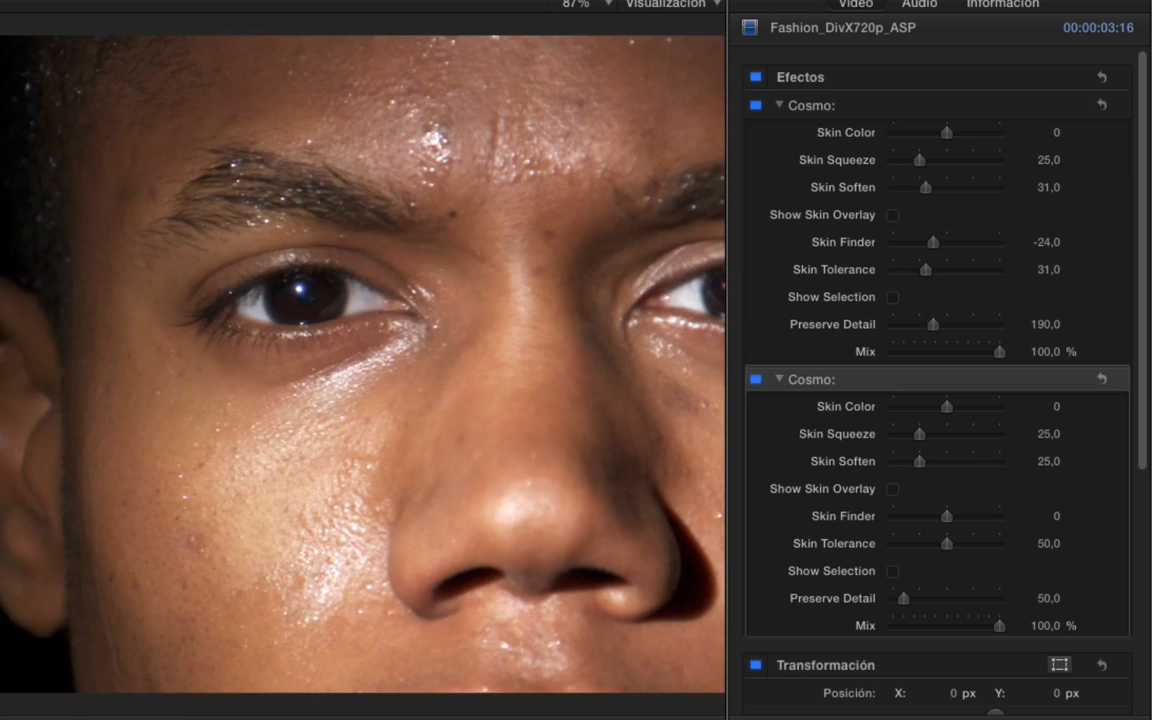 87% Visualización
Vídeo Audio Información
Fashion_DivX720p_ASP 00:00:03:16
Efectos
Cosmo:
Skin Color 0
Skin Squeeze 25,0
Skin Soften 31,0
Show Skin Overlay
Skin Finder -24,0
Skin Tolerance 31,0
Show Selection
Preserve Detail 190,0
Mix 100,0 %
Cosmo:
Skin Color 0
Skin Squeeze 25,0
Skin Soften 25,0
Show Skin Overlay
Skin Finder 0
Skin Tolerance 50,0
Show Selection
Preserve Detail 50,0
Mix 100,0 %
Transformación
Posición: X: 0 px Y: 0 px